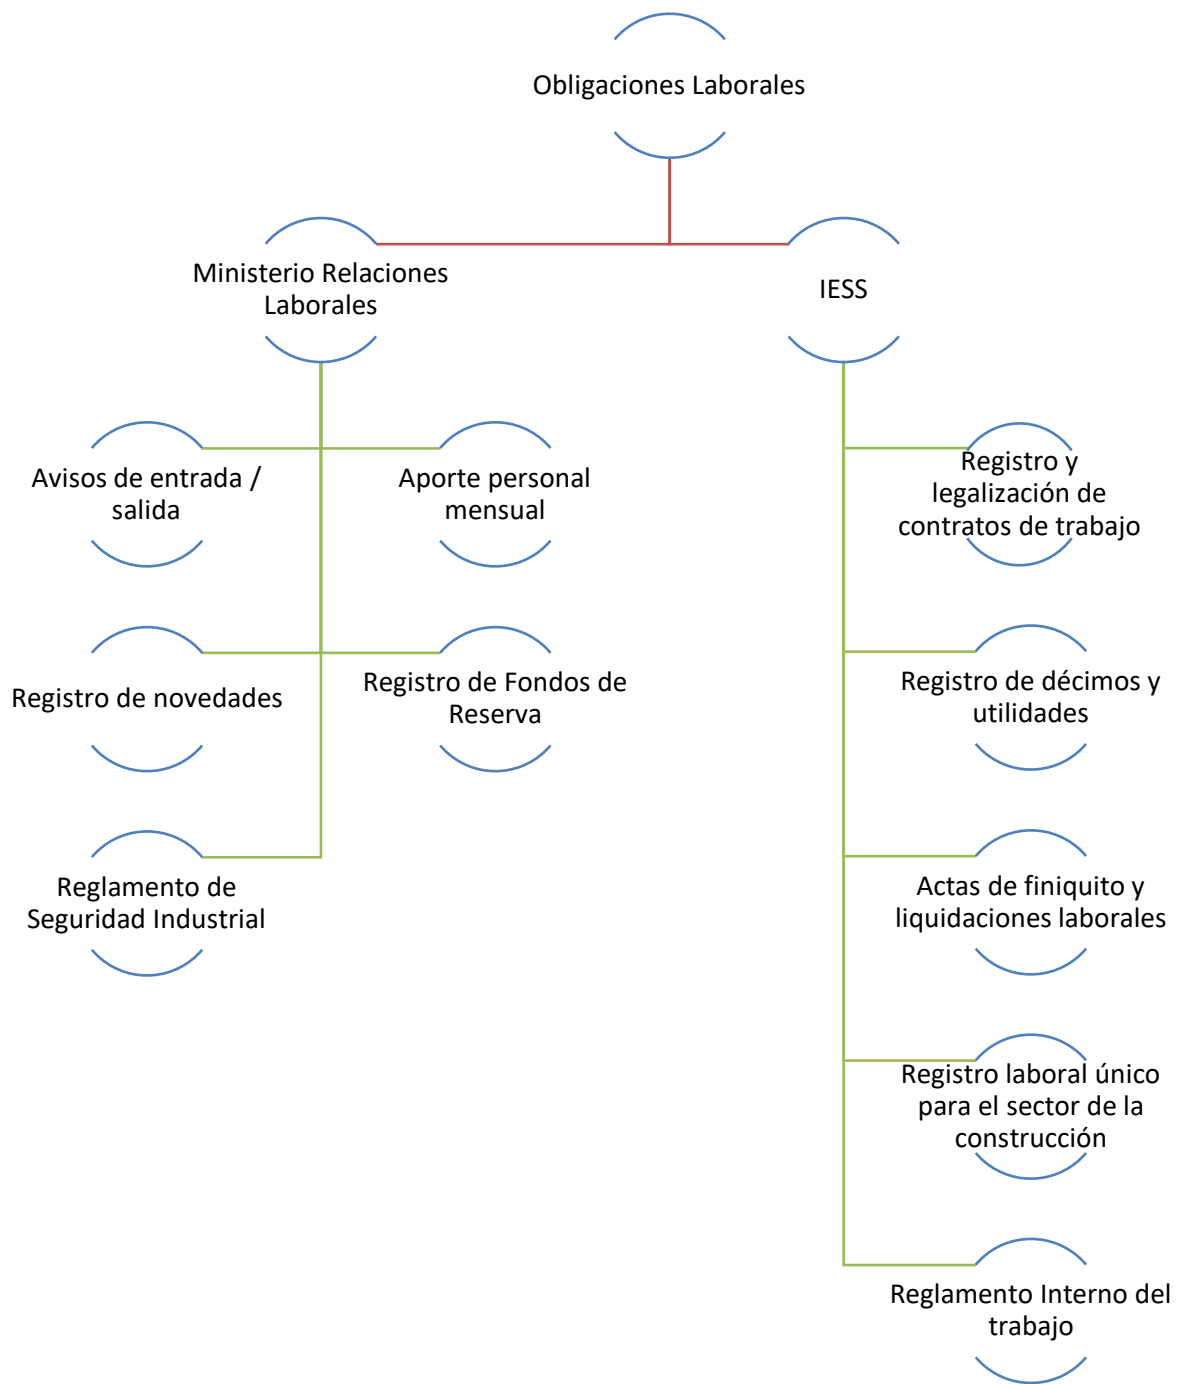 Obligaciones Laborales
Ministerio Relaciones
Laborales
IESS
Avisos de entrada /
salida
Aporte personal
mensual
Registro y
legalización de
contratos de trabajo
Registro de novedades
Registro de Fondos de
Reserva
Registro de décimos y
utilidades
Reglamento de
Seguridad Industrial
Actas de finiquito y
liquidaciones laborales
Registro laboral único
para el sector de la
construcción
Reglamento Interno del
trabajo